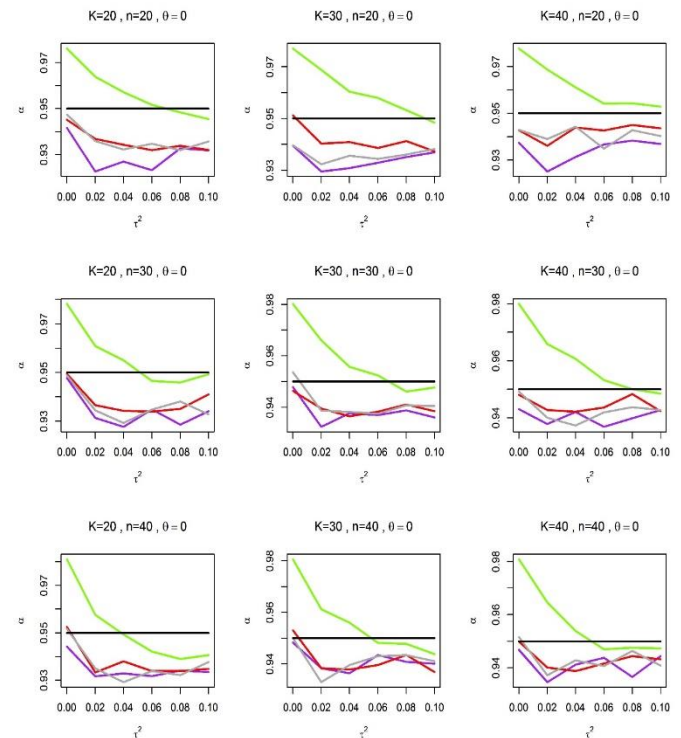 K=20 , n=20 , θ = 0
α
0.93 0.95 0.97
0.00 0.02 0.04 0.06 0.08 0.10
τ²
K=30 , n=20 , θ = 0
α
0.93 0.95 0.97
0.00 0.02 0.04 0.06 0.08 0.10
τ²
K=40 , n=20 , θ = 0
α
0.93 0.95 0.97
0.00 0.02 0.04 0.06 0.08 0.10
τ²
K=20 , n=30 , θ = 0
α
0.93 0.95 0.97
0.00 0.02 0.04 0.06 0.08 0.10
τ²
K=30 , n=30 , θ = 0
α
0.94 0.96 0.98
0.00 0.02 0.04 0.06 0.08 0.10
τ²
K=40 , n=30 , θ = 0
α
0.94 0.96 0.98
0.00 0.02 0.04 0.06 0.08 0.10
τ²
K=20 , n=40 , θ = 0
α
0.93 0.95 0.97
0.00 0.02 0.04 0.06 0.08 0.10
τ²
K=30 , n=40 , θ = 0
α
0.94 0.96 0.98
0.00 0.02 0.04 0.06 0.08 0.10
τ²
K=40 , n=40 , θ = 0
α
0.94 0.96 0.98
0.00 0.02 0.04 0.06 0.08 0.10
τ²